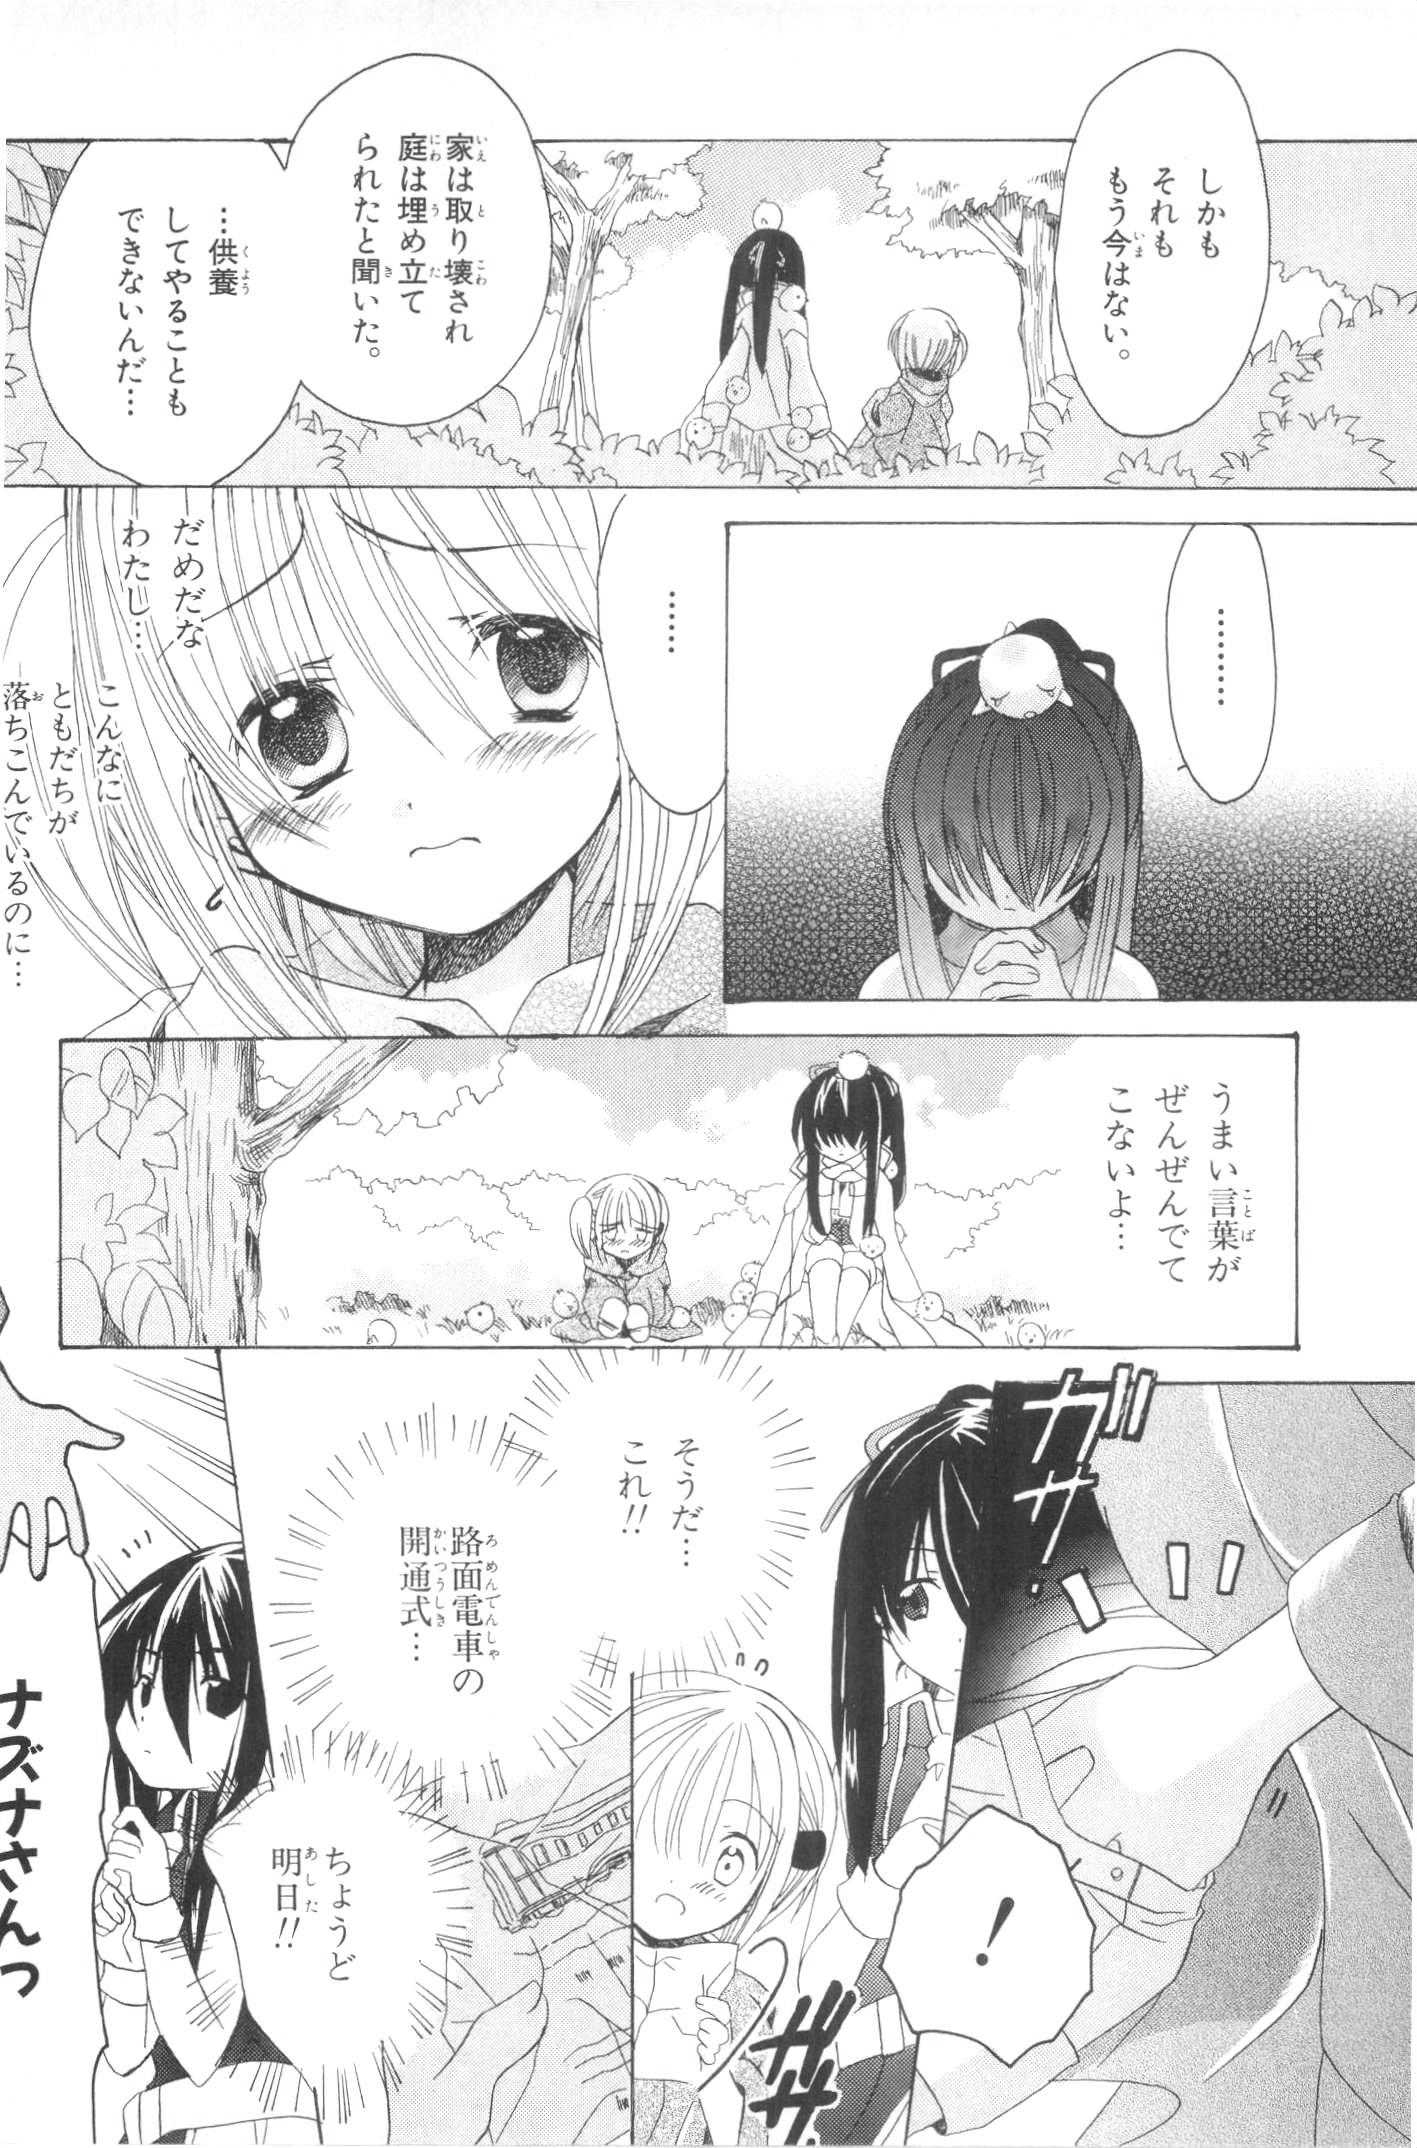 しかも
それも
もう今はない。
家は取り壊され
庭は埋め立て
られたと聞いた。
…供養
してやることも
できないんだ…
………
……
だめだな
わたし…
こんなに
ともだちが
落ちこんでいるのに…
うまい言葉が
ぜんぜんでて
こないよ…
ガサッ
!
ガサガサ
そうだ…
これ!!
路面電車の
開通式…
ちょうど
明日!!
ナズナさんっ